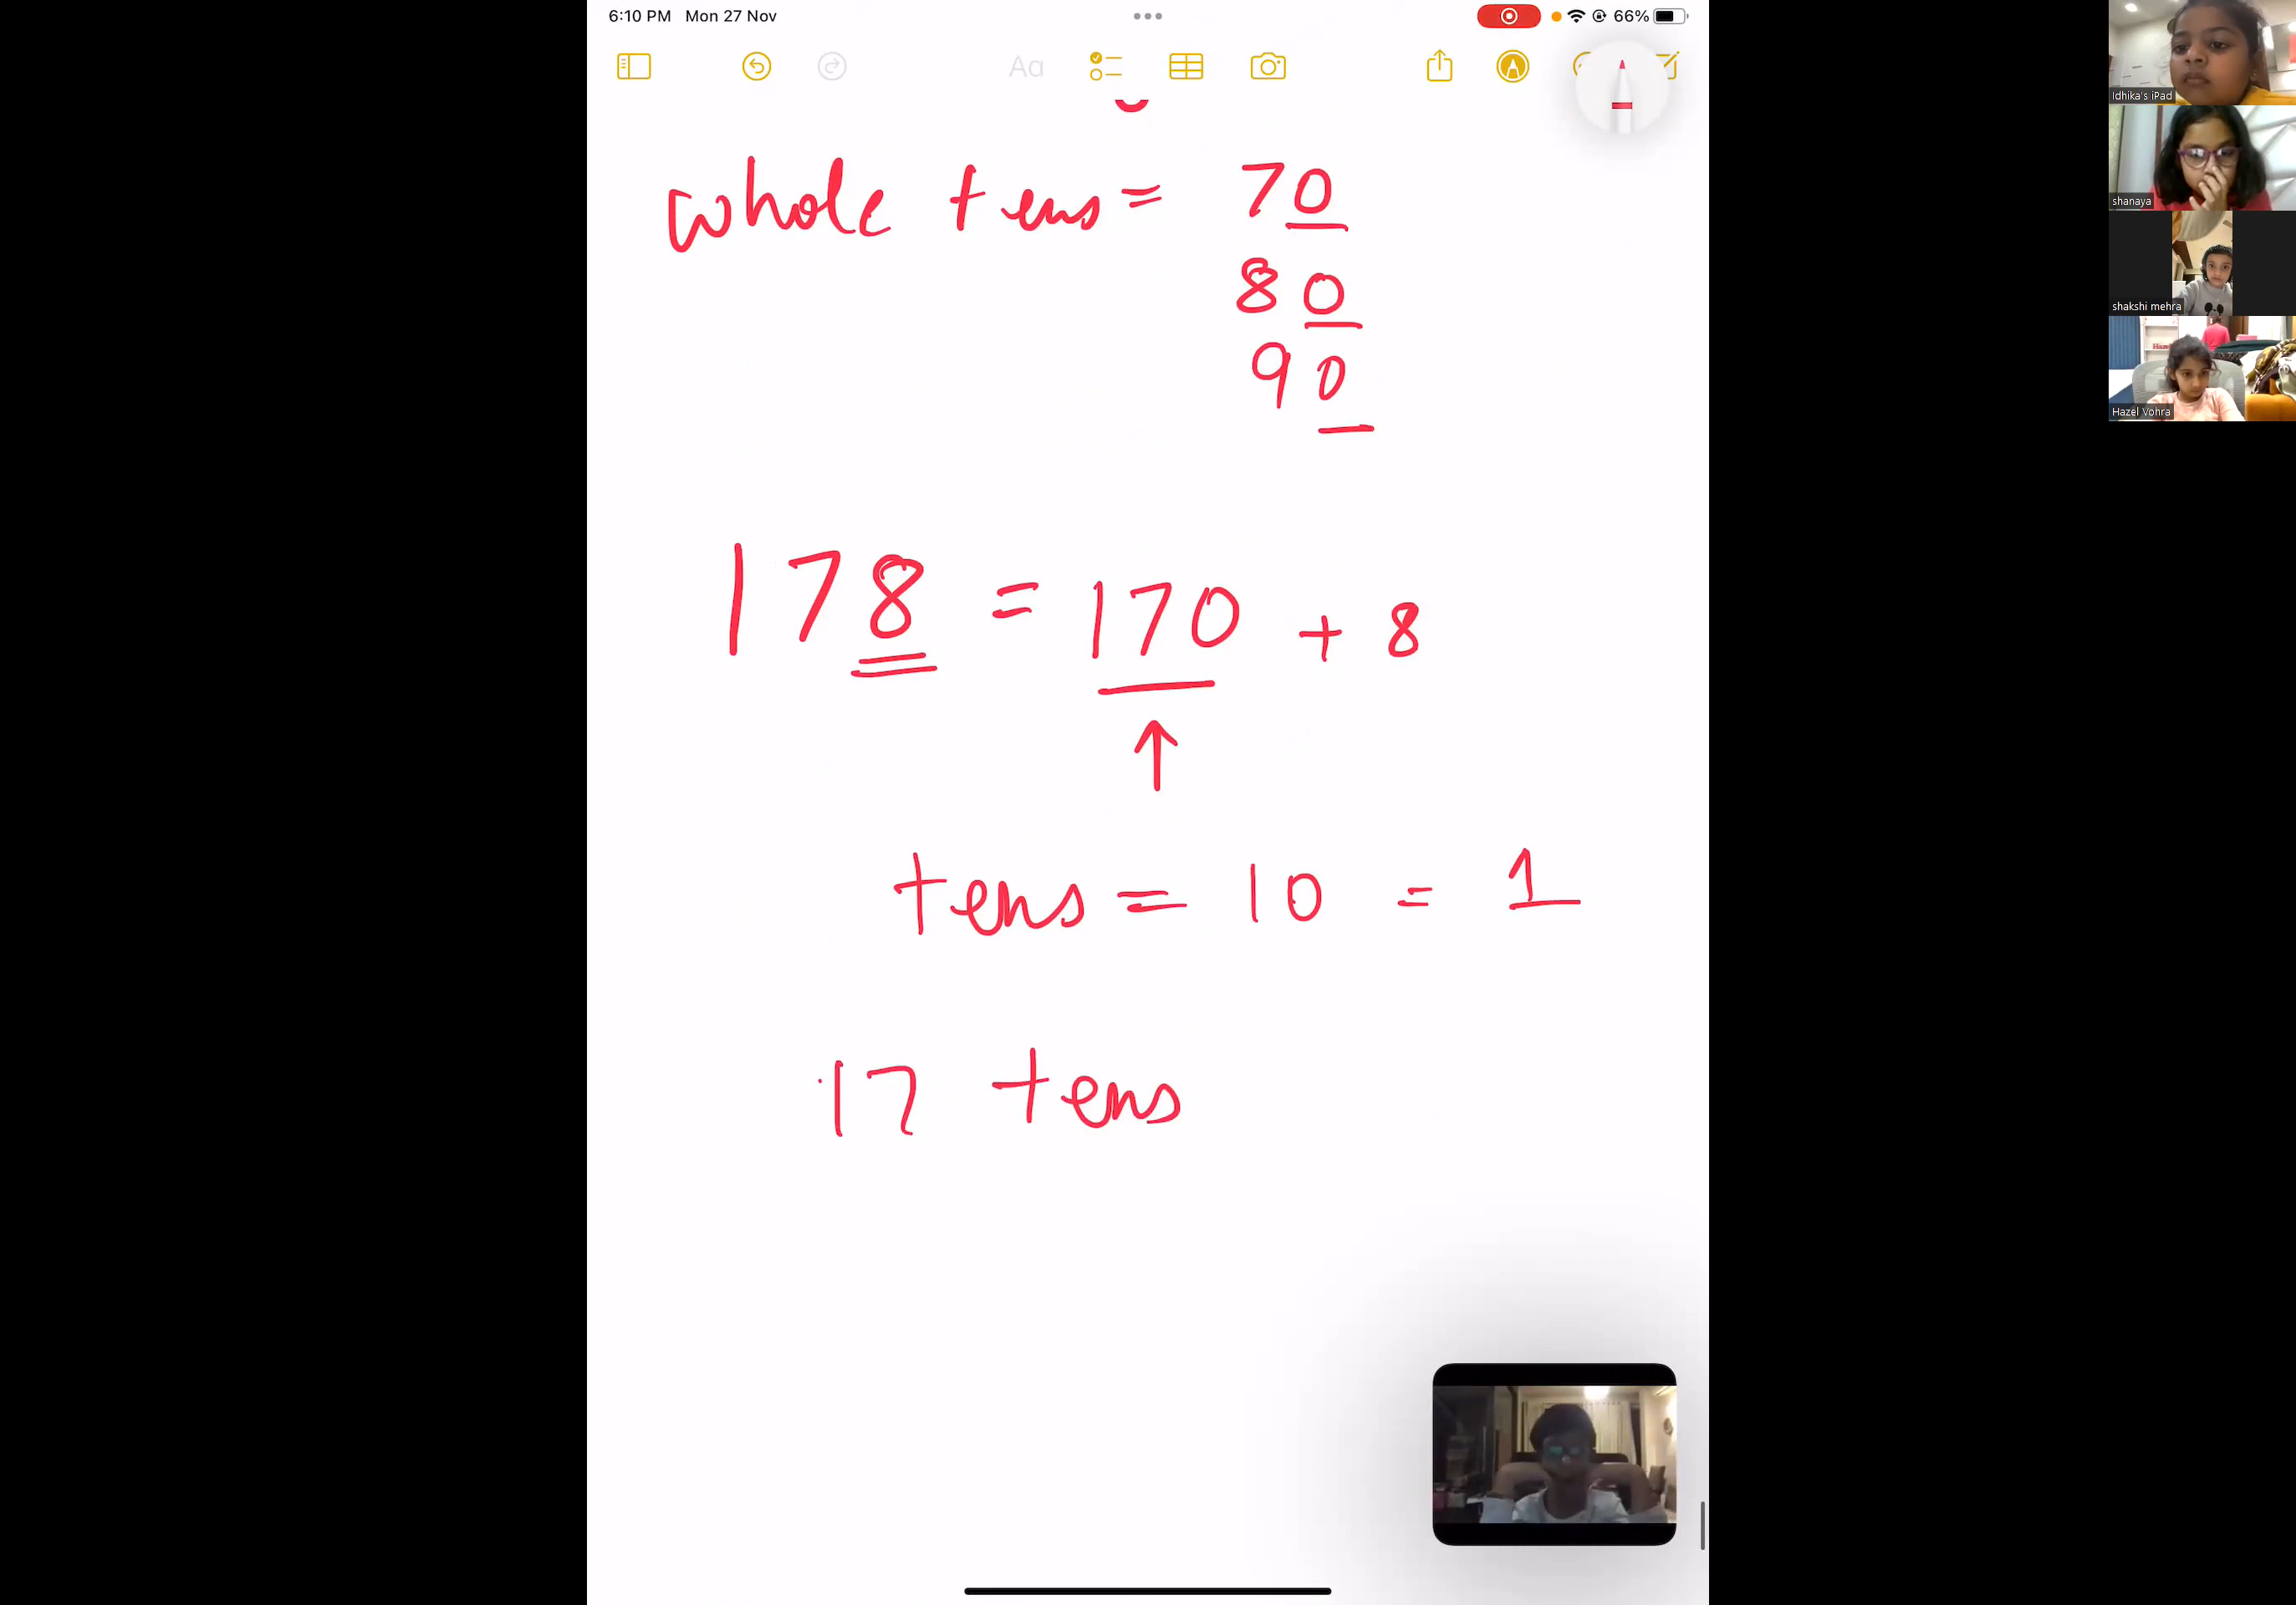 6:10 PM Mon 27 Nov
66%
Aa
whole tens = 70
80
90
178 = 170 + 8
↑
tens = 10 = 1
17 tens
Idhika's iPad
shanaya
shakshi mehra
Hazel Vohra